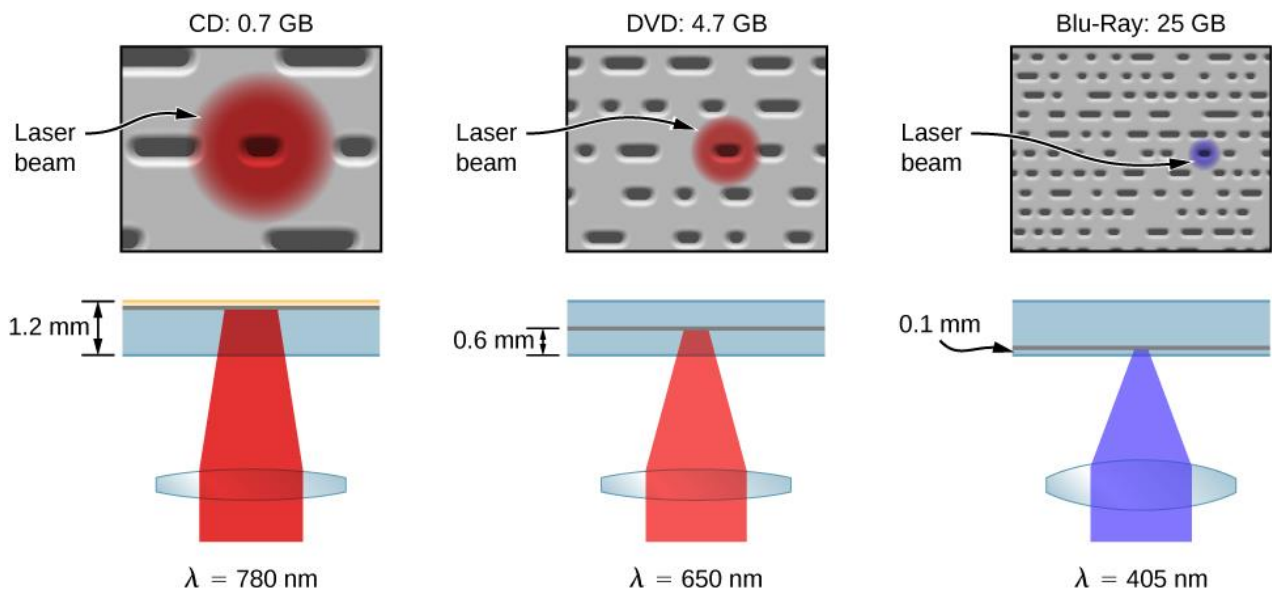 CD: 0.7 GB
DVD: 4.7 GB
Blu-Ray: 25 GB
Laser
beam
Laser
beam
Laser
beam
1.2 mm
0.6 mm
0.1 mm
λ = 780 nm
λ = 650 nm
λ = 405 nm